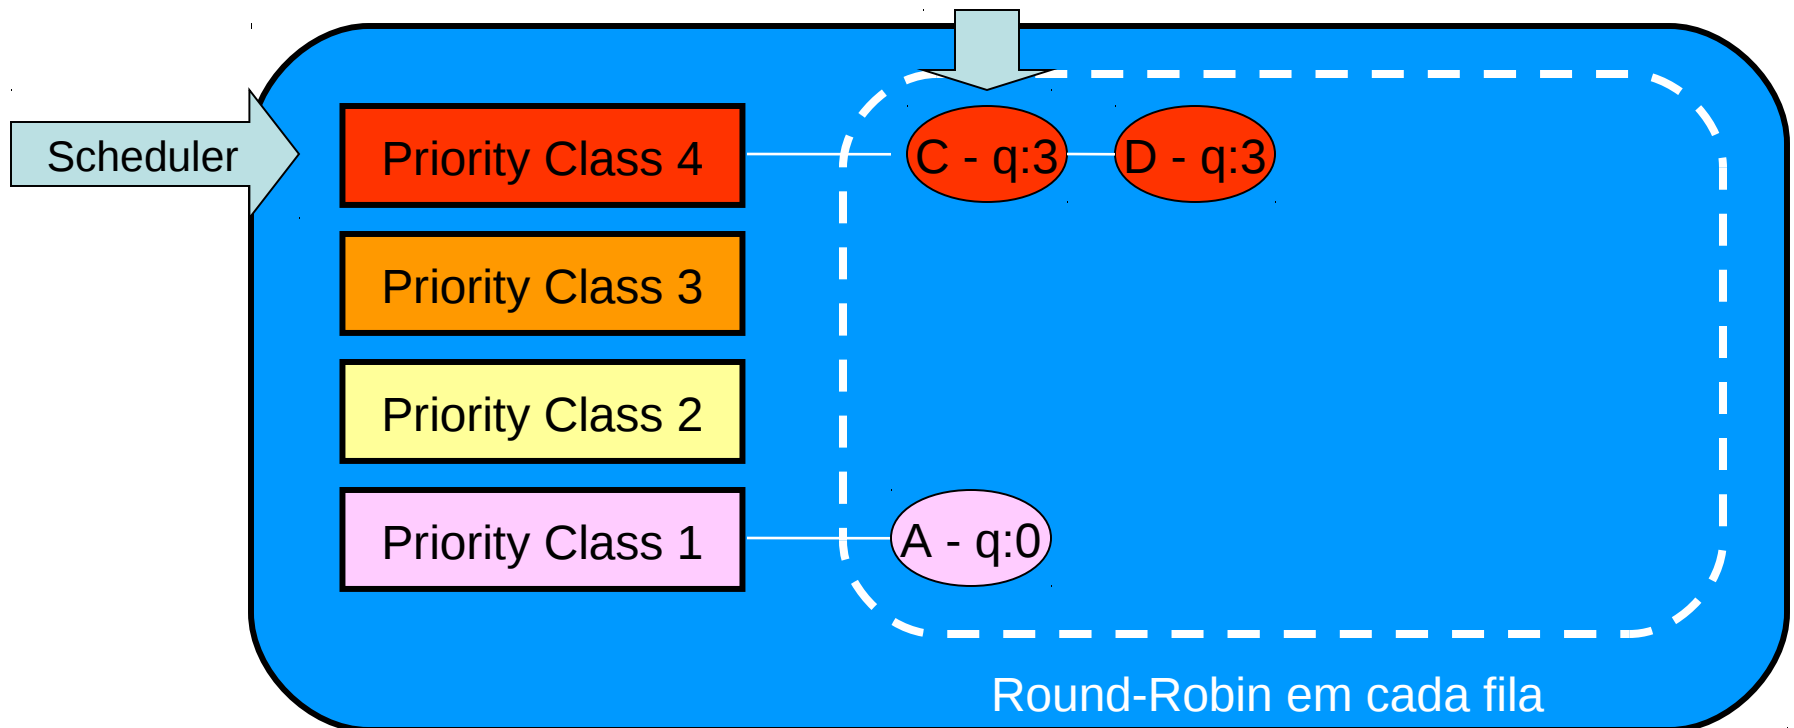 Scheduler
Priority Class 4
C - q:3
D - q:3
Priority Class 3
Priority Class 2
Priority Class 1
A - q:0
Round-Robin em cada fila